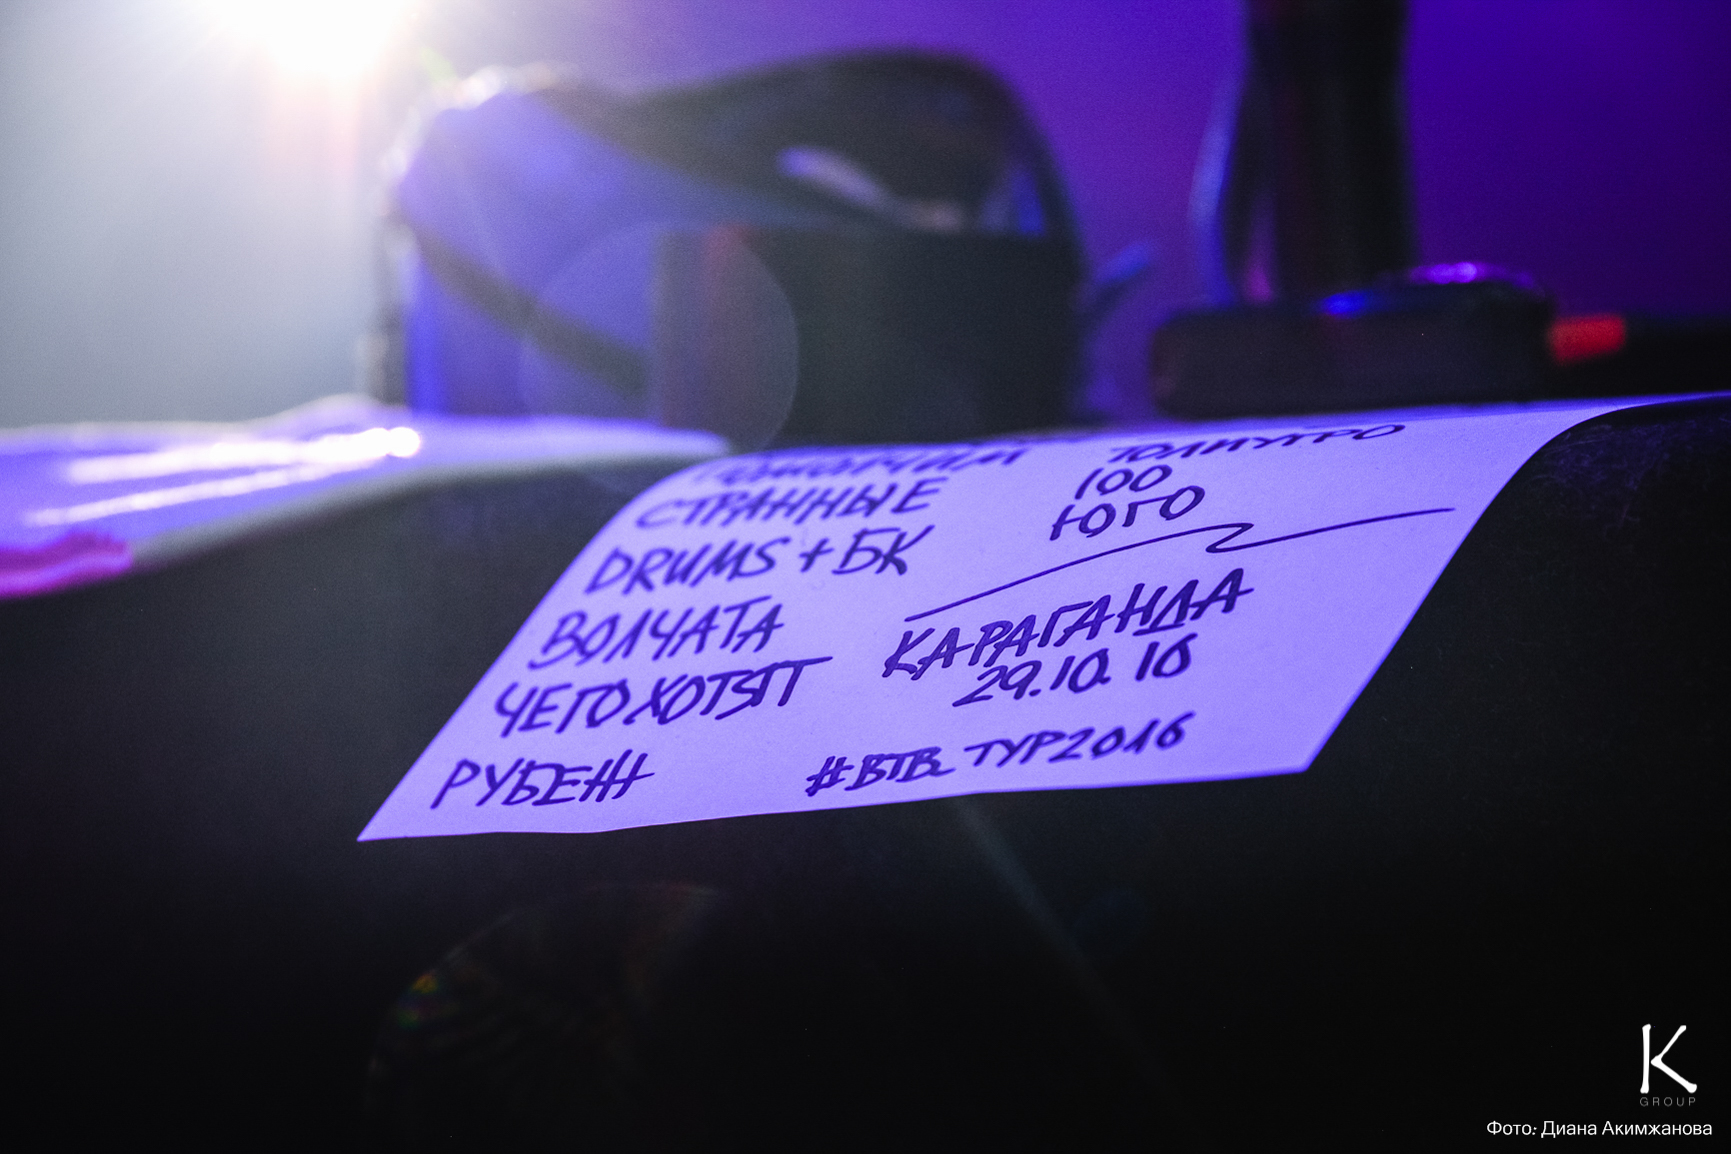 СТРАННЫЕ
DRUMS + БК
ВОЛЧАТА
ЧЕГО ХОТЯТ
РУБЕЖ
100
ЮГО
КАРАГАНДА
29.10.16
#ВТВ_ТУР2016
K
GROUP
Фото: Диана Акимжанова